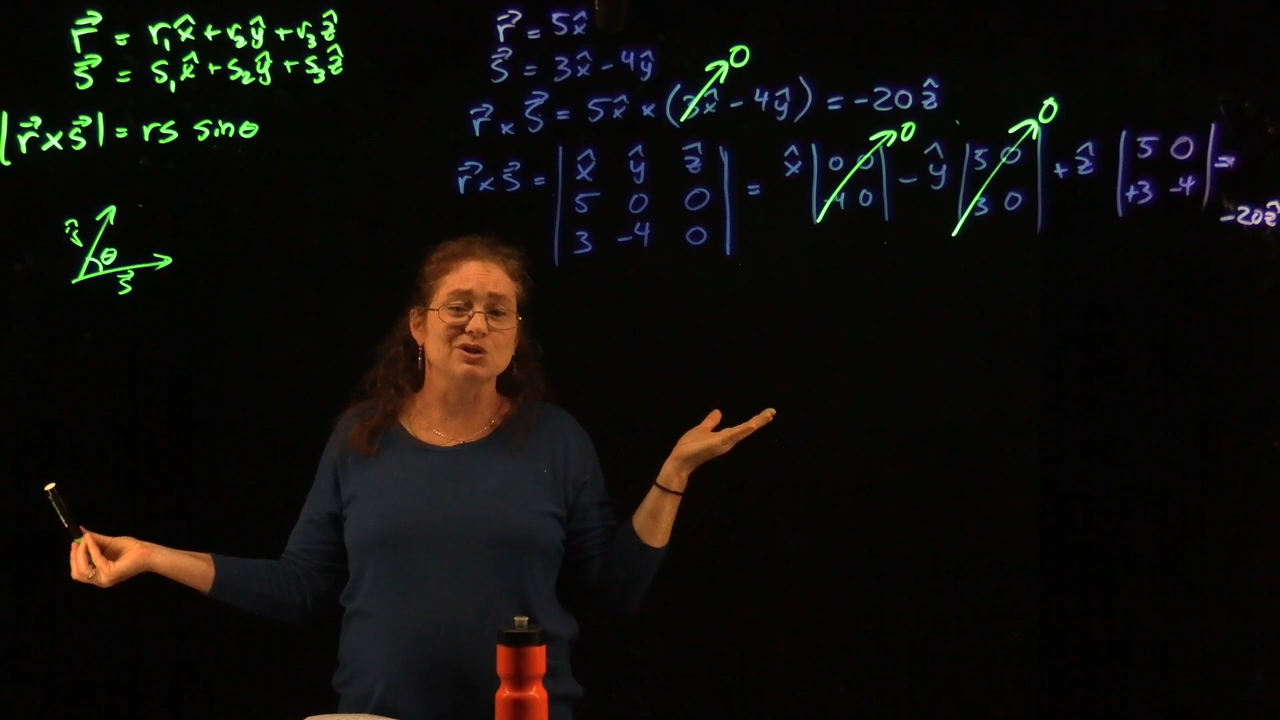 r⃗ = r₁x̂ + r₂ŷ + r₃ẑ
s⃗ = s₁x̂ + s₂ŷ + s₃ẑ
|r⃗ × s⃗| = rs sinθ
r⃗ θ s⃗
r⃗ = 5x̂
s⃗ = 3x̂ - 4ŷ
r⃗ × s⃗ = 5x̂ × (3x̂ - 4ŷ) = -20ẑ
0
r⃗ × s⃗ = | x̂ ŷ ẑ | = x̂ | 0 0 | - ŷ | 5 0 | + ẑ | 5 0 | =
5 0 0 -4 0 3 0 +3 -4
3 -4 0
0 0
-20ẑ